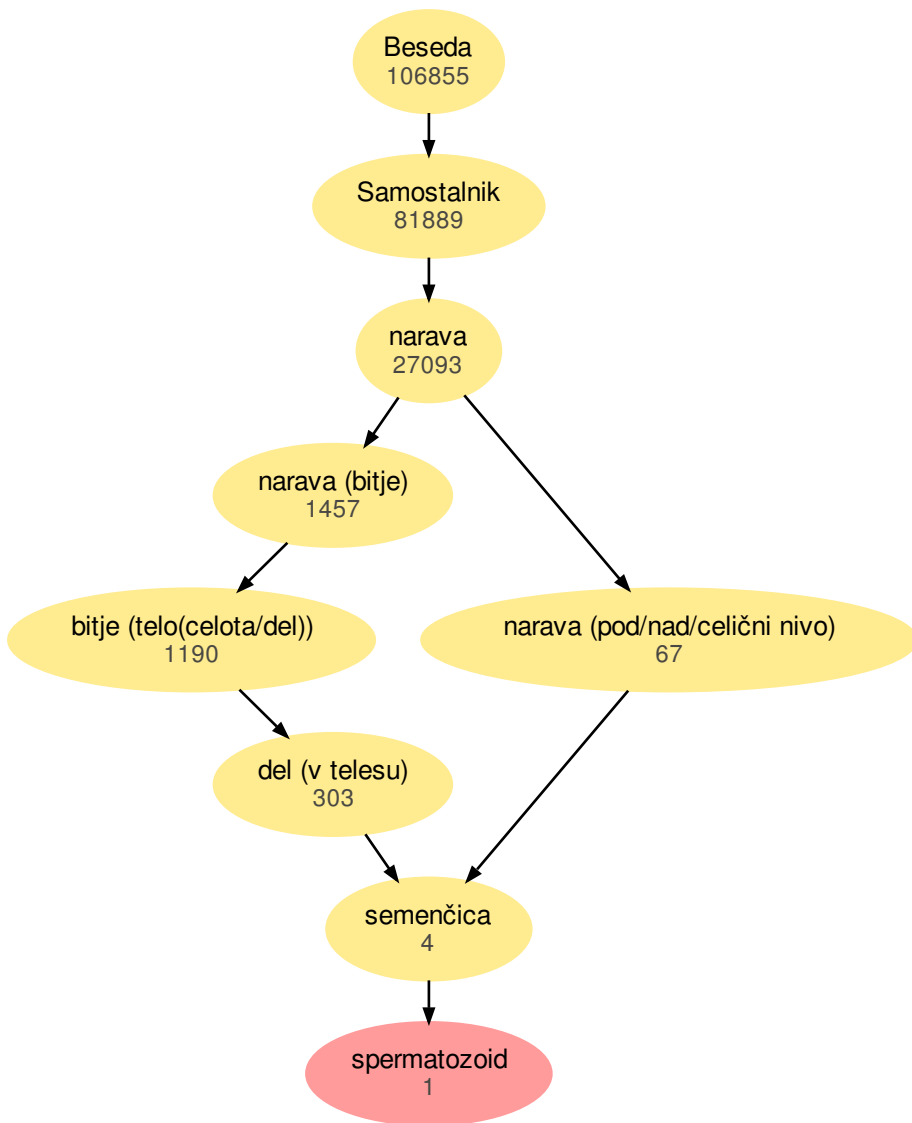 Beseda
106855
Samostalnik
81889
narava
27093
narava (bitje)
1457
bitje (telo(celota/del))
1190
narava (pod/nad/celični nivo)
67
del (v telesu)
303
semenčica
4
spermatozoid
1